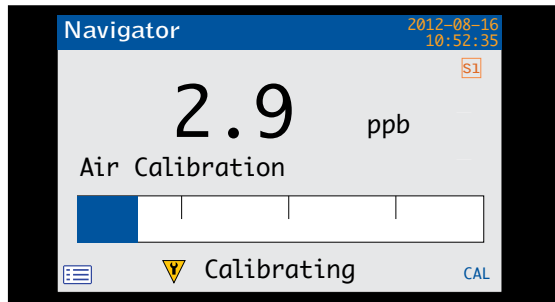 Navigator
2012–08–16
10:52:35
S1
2.9 ppb
Air Calibration
Calibrating
CAL